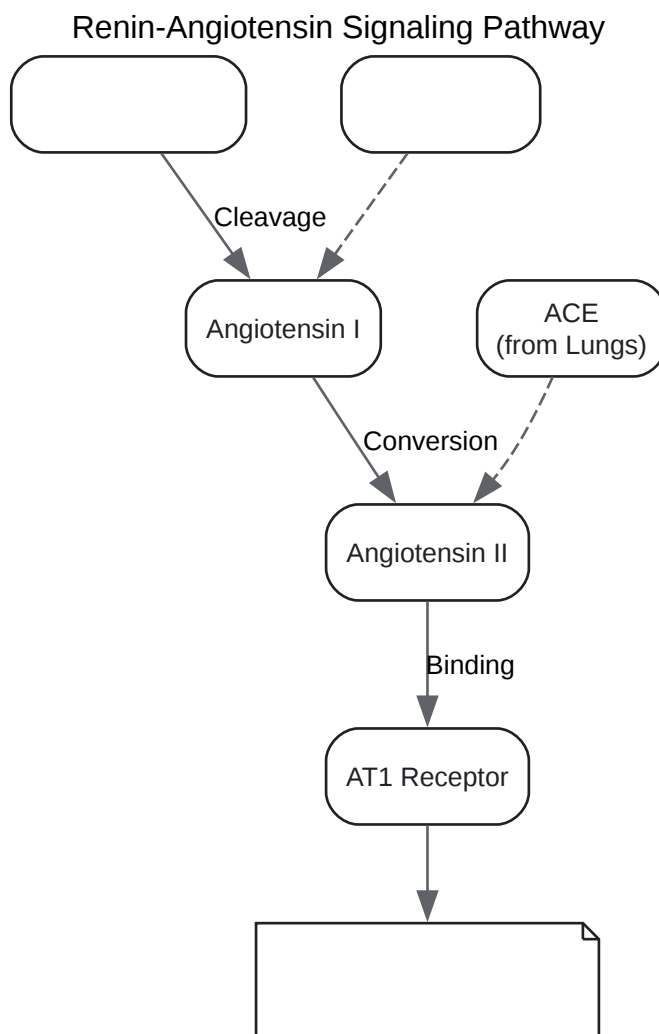 Renin-Angiotensin Signaling Pathway
Cleavage
Angiotensin I
ACE
(from Lungs)
Conversion
Angiotensin II
Binding
AT1 Receptor